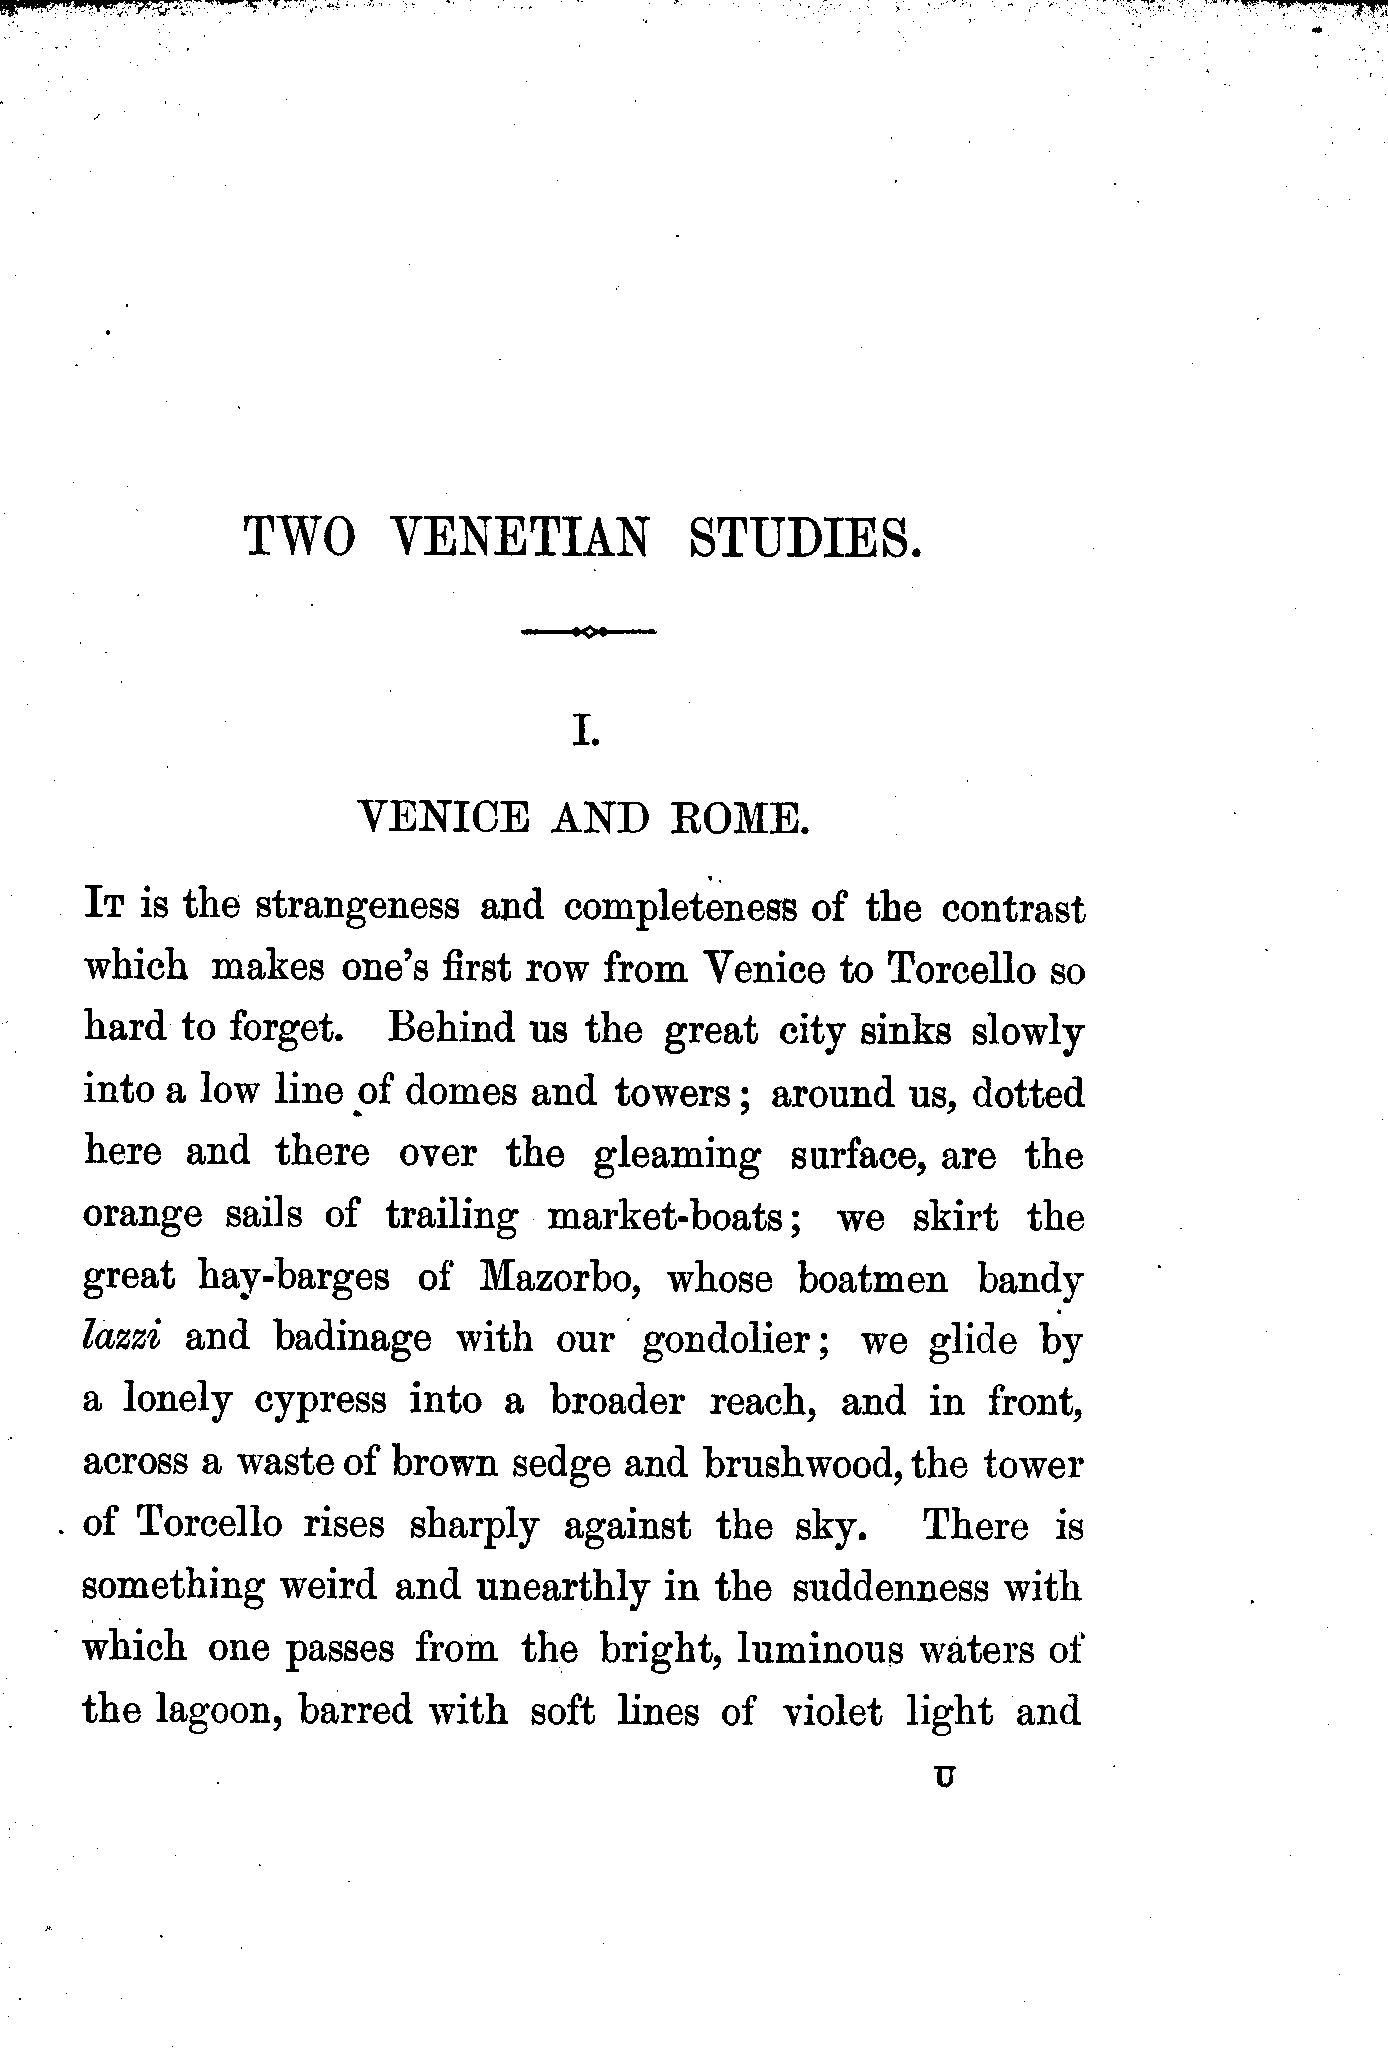 TWO VENETIAN STUDIES.
I.
VENICE AND ROME.
IT is the strangeness and completeness of the contrast
which makes one's first row from Venice to Torcello so
hard to forget. Behind us the great city sinks slowly
into a low line of domes and towers; around us, dotted
here and there over the gleaming surface, are the
orange sails of trailing market-boats; we skirt the
great hay-barges of Mazorbo, whose boatmen bandy
lazzi and badinage with our gondolier; we glide by
a lonely cypress into a broader reach, and in front,
across a waste of brown sedge and brushwood, the tower
of Torcello rises sharply against the sky. There is
something weird and unearthly in the suddenness with
which one passes from the bright, luminous waters of
the lagoon, barred with soft lines of violet light and
U